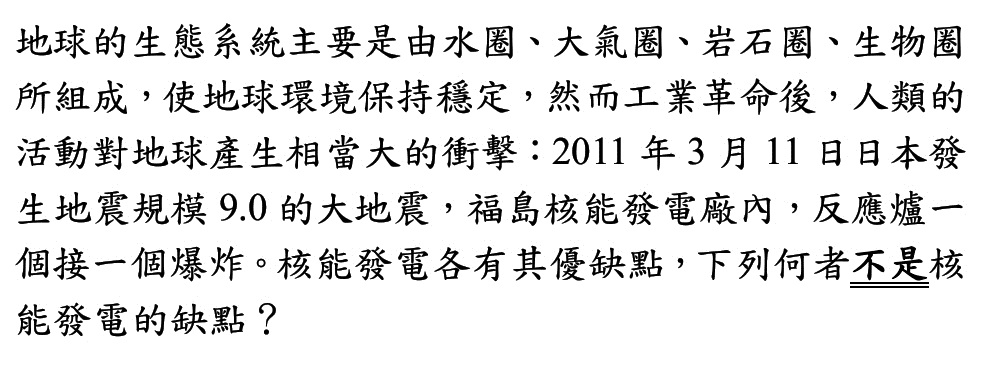 地球的生態系統主要是由水圈、大氣圈、岩石圈、生物圈
所組成，使地球環境保持穩定，然而工業革命後，人類的
活動對地球產生相當大的衝擊：2011 年 3 月 11 日日本發
生地震規模 9.0 的大地震，福島核能發電廠內，反應爐一
個接一個爆炸。核能發電各有其優缺點，下列何者不是核
能發電的缺點？